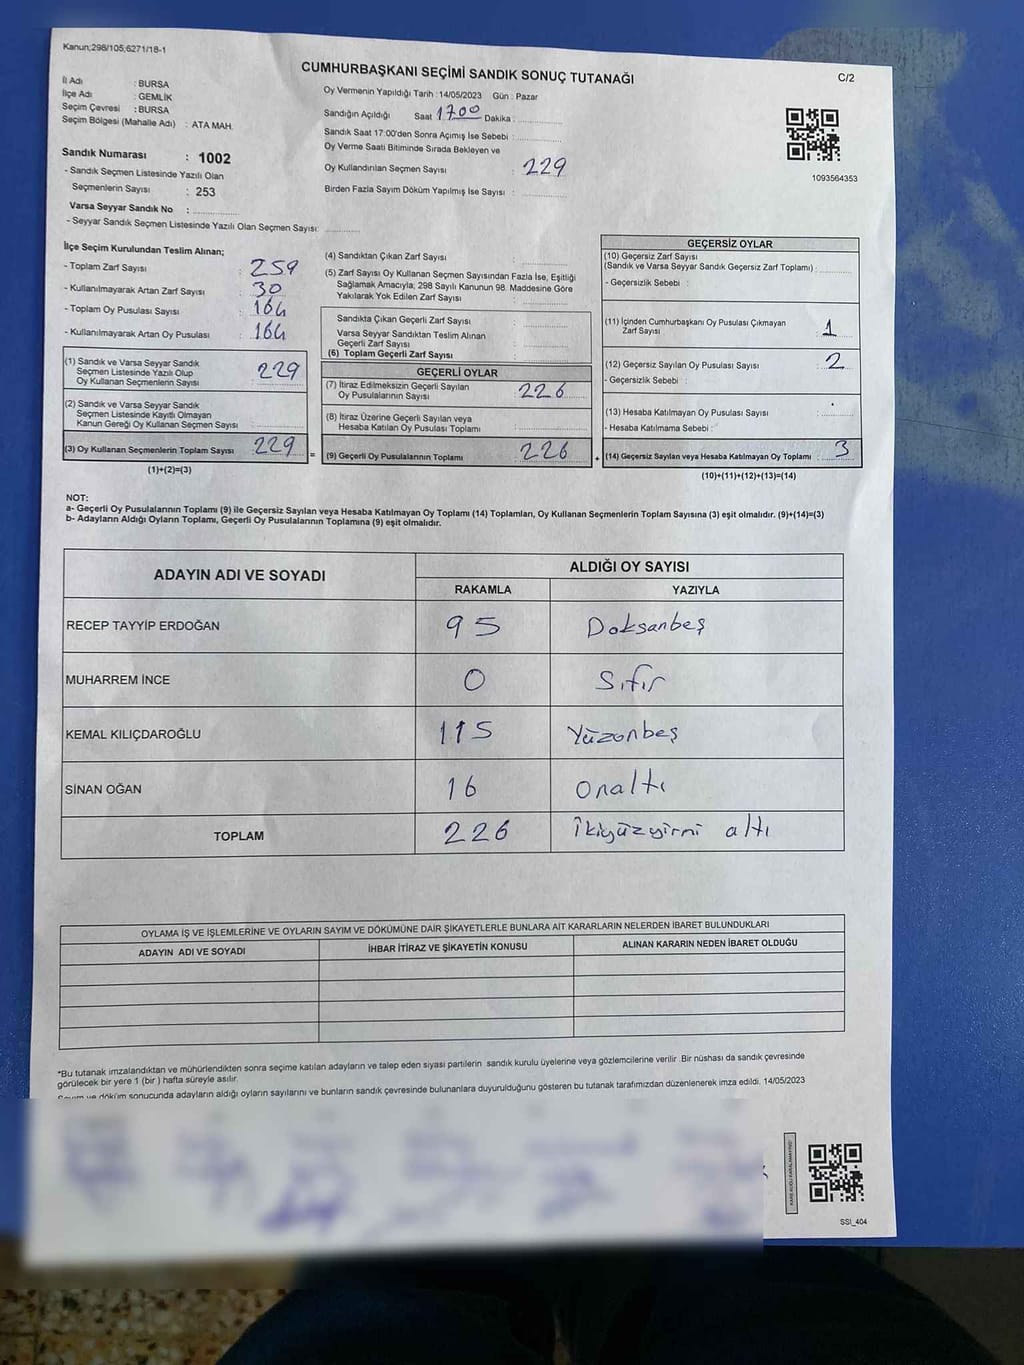 Kanun;298/105;6271/18-1
CUMHURBAŞKANI SEÇİMİ SANDIK SONUÇ TUTANAĞI
C/2
İl Adı : BURSA
İlçe Adı : GEMLİK
Seçim Çevresi : BURSA
Seçim Bölgesi (Mahalle Adı) : ATA MAH.
Oy Vermenin Yapıldığı Tarih :14/05/2023 Gün : Pazar
Sandığın Açıldığı Saat 1700 Dakika :
Sandık Saat 17:00'den Sonra Açımış İse Sebebi :
Oy Verme Saati Bitiminde Sırada Bekleyen ve
Oy Kullandırılan Seçmen Sayısı : 229
Birden Fazla Sayım Döküm Yapılmış İse Sayısı :
1093564353
Sandık Numarası : 1002
- Sandık Seçmen Listesinde Yazılı Olan
Seçmenlerin Sayısı : 253
Varsa Seyyar Sandık No :
- Seyyar Sandık Seçmen Listesinde Yazılı Olan Seçmen Sayısı:
İlçe Seçim Kurulundan Teslim Alınan;
- Toplam Zarf Sayısı : 259
- Kullanılmayarak Artan Zarf Sayısı : 30
- Toplam Oy Pusulası Sayısı : 164
- Kullanılmayarak Artan Oy Pusulası : 164
(1) Sandık ve Varsa Seyyar Sandık
Seçmen Listesinde Yazılı Olup
Oy Kullanan Seçmenlerin Sayısı : 229
(2) Sandık ve Varsa Seyyar Sandık
Seçmen Listesinde Kayıtlı Olmayan
Kanun Gereği Oy Kullanan Seçmen Sayısı :
(3) Oy Kullanan Seçmenlerin Toplam Sayısı : 229
(1)+(2)=(3)
(4) Sandıktan Çıkan Zarf Sayısı :
(5) Zarf Sayısı Oy Kullanan Seçmen Sayısından Fazla İse, Eşitliği
Sağlamak Amacıyla; 298 Sayılı Kanunun 98. Maddesine Göre
Yakılarak Yok Edilen Zarf Sayısı :
Sandıkta Çıkan Geçerli Zarf Sayısı :
Varsa Seyyar Sandıktan Teslim Alınan
Geçerli Zarf Sayısı :
(6) Toplam Geçerli Zarf Sayısı :
GEÇERLİ OYLAR
(7) İtiraz Edilmeksizin Geçerli Sayılan
Oy Pusulalarının Sayısı : 226
(8) İtiraz Üzerine Geçerli Sayılan veya
Hesaba Katılan Oy Pusulası Toplamı :
= (9) Geçerli Oy Pusulalarının Toplamı : 226 +
GEÇERSİZ OYLAR
(10) Geçersiz Zarf Sayısı
(Sandık ve Varsa Seyyar Sandık Geçersiz Zarf Toplamı) :
- Geçersizlik Sebebi :
(11) İçinden Cumhurbaşkanı Oy Pusulası Çıkmayan
Zarf Sayısı : 1
(12) Geçersiz Sayılan Oy Pusulası Sayısı : 2
- Geçersizlik Sebebi :
(13) Hesaba Katılmayan Oy Pusulası Sayısı :
- Hesaba Katılmama Sebebi :
(14) Geçersiz Sayılan veya Hesaba Katılmayan Oy Toplamı : 3
(10)+(11)+(12)+(13)=(14)
NOT:
a- Geçerli Oy Pusulalarının Toplamı (9) ile Geçersiz Sayılan veya Hesaba Katılmayan Oy Toplamı (14) Toplamları, Oy Kullanan Seçmenlerin Toplam Sayısına (3) eşit olmalıdır. (9)+(14)=(3)
b- Adayların Aldığı Oyların Toplamı, Geçerli Oy Pusulalarının Toplamına (9) eşit olmalıdır.
ADAYIN ADI VE SOYADI ALDIĞI OY SAYISI
RAKAMLA YAZIYLA
RECEP TAYYİP ERDOĞAN 95 Doksanbeş
MUHARREM İNCE 0 Sıfır
KEMAL KILIÇDAROĞLU 115 Yüzonbeş
SİNAN OĞAN 16 Onaltı
TOPLAM 226 İkiyüzyirmi altı
OYLAMA İŞ VE İŞLEMLERİNE VE OYLARIN SAYIM VE DÖKÜMÜNE DAİR ŞİKAYETLERLE BUNLARA AİT KARARLARIN NELERDEN İBARET BULUNDUKLARI
ADAYIN ADI VE SOYADI İHBAR İTİRAZ VE ŞİKAYETİN KONUSU ALINAN KARARIN NEDEN İBARET OLDUĞU
*Bu tutanak imzalandıktan ve mühürlendikten sonra seçime katılan adayların ve talep eden siyasi partilerin sandık kurulu üyelerine veya gözlemcilerine verilir .Bir nüshası da sandık çevresinde
görülecek bir yere 1 (bir ) hafta süreyle asılır.
Sayım ve döküm sonucunda adayların aldığı oyların sayılarını ve bunların sandık çevresinde bulunanlara duyurulduğunu gösteren bu tutanak tarafımızdan düzenlenerek imza edildi. 14/05/2023
KARE KODU KARALAMAYINIZ!
SSI_404